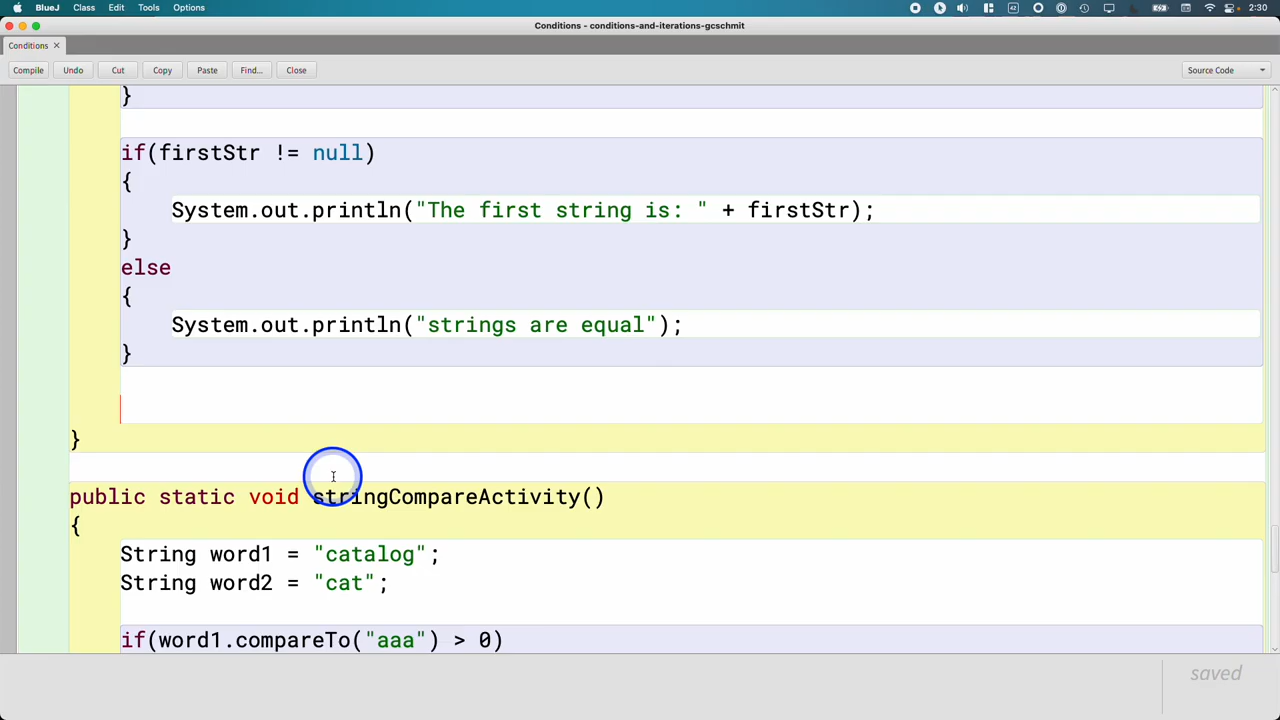 BlueJ Class Edit Tools Options 2:30
Conditions - conditions-and-iterations-gcschmit
Conditions ×
Compile Undo Cut Copy Paste Find... Close Source Code
}
if(firstStr != null)
{
System.out.println("The first string is: " + firstStr);
}
else
{
System.out.println("strings are equal");
}
}
public static void stringCompareActivity()
{
String word1 = "catalog";
String word2 = "cat";
if(word1.compareTo("aaa") > 0)
saved